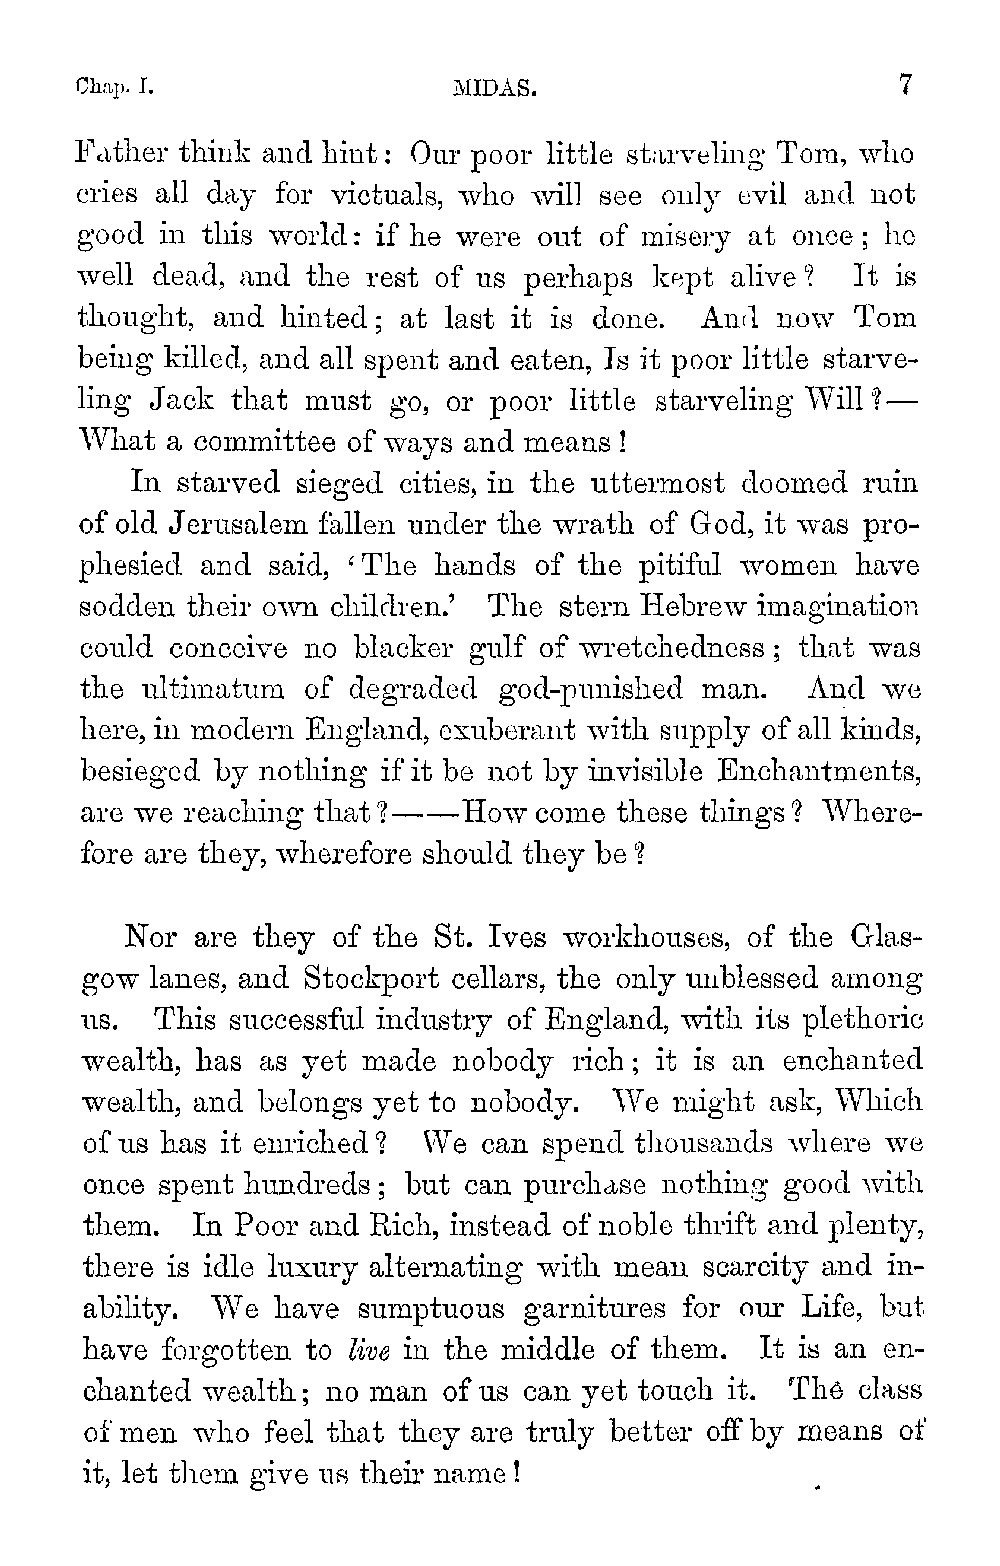 Chap. I. MIDAS. 7
Father think and hint: Our poor little starveling Tom, who
cries all day for victuals, who will see only evil and not
good in this world: if he were out of misery at once; he
well dead, and the rest of us perhaps kept alive? It is
thought, and hinted; at last it is done. And now Tom
being killed, and all spent and eaten, Is it poor little starve-
ling Jack that must go, or poor little starveling Will?—
What a committee of ways and means!
In starved sieged cities, in the uttermost doomed ruin
of old Jerusalem fallen under the wrath of God, it was pro-
phesied and said, ‘The hands of the pitiful women have
sodden their own children.’ The stern Hebrew imagination
could conceive no blacker gulf of wretchedness; that was
the ultimatum of degraded god-punished man. And we
here, in modern England, exuberant with supply of all kinds,
besieged by nothing if it be not by invisible Enchantments,
are we reaching that?——How come these things? Where-
fore are they, wherefore should they be?
Nor are they of the St. Ives workhouses, of the Glas-
gow lanes, and Stockport cellars, the only unblessed among
us. This successful industry of England, with its plethoric
wealth, has as yet made nobody rich; it is an enchanted
wealth, and belongs yet to nobody. We might ask, Which
of us has it enriched? We can spend thousands where we
once spent hundreds; but can purchase nothing good with
them. In Poor and Rich, instead of noble thrift and plenty,
there is idle luxury alternating with mean scarcity and in-
ability. We have sumptuous garnitures for our Life, but
have forgotten to live in the middle of them. It is an en-
chanted wealth; no man of us can yet touch it. The class
of men who feel that they are truly better off by means of
it, let them give us their name!